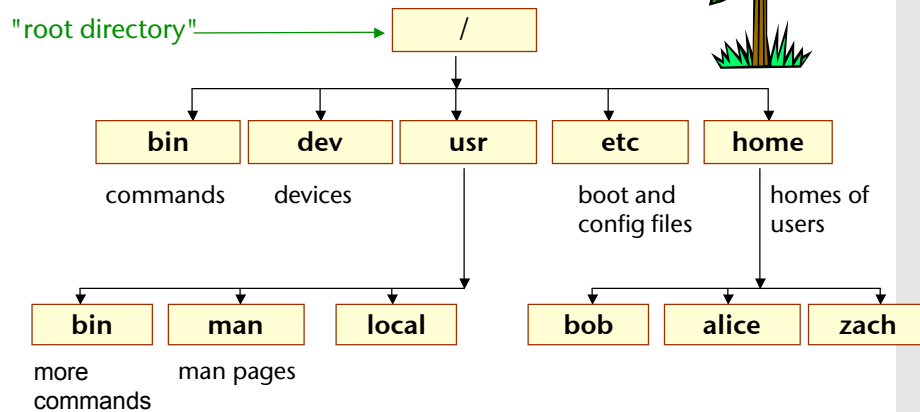 "root directory"
/
bin
dev
usr
etc
home
commands
devices
boot and
config files
homes of
users
bin
man
local
bob
alice
zach
more
commands
man pages